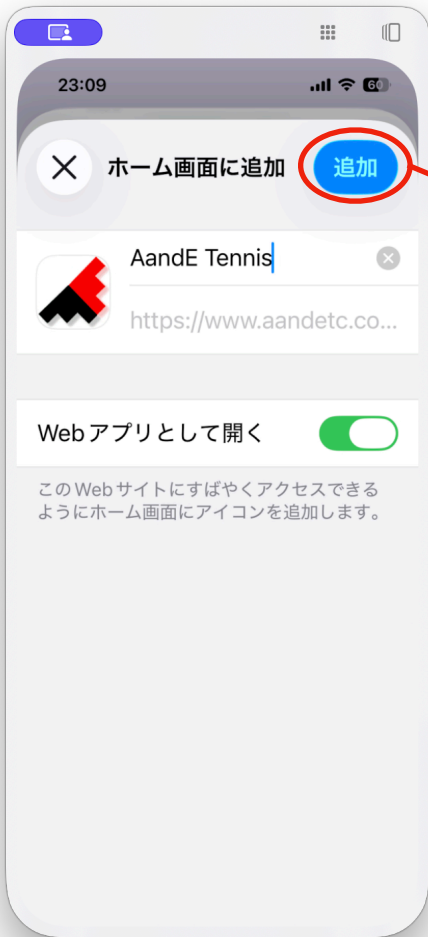 23:09
60
ホーム画面に追加
追加
AandE Tennis
https://www.aandetc.co...
Webアプリとして開く
このWebサイトにすばやくアクセスできる
ようにホーム画面にアイコンを追加します。